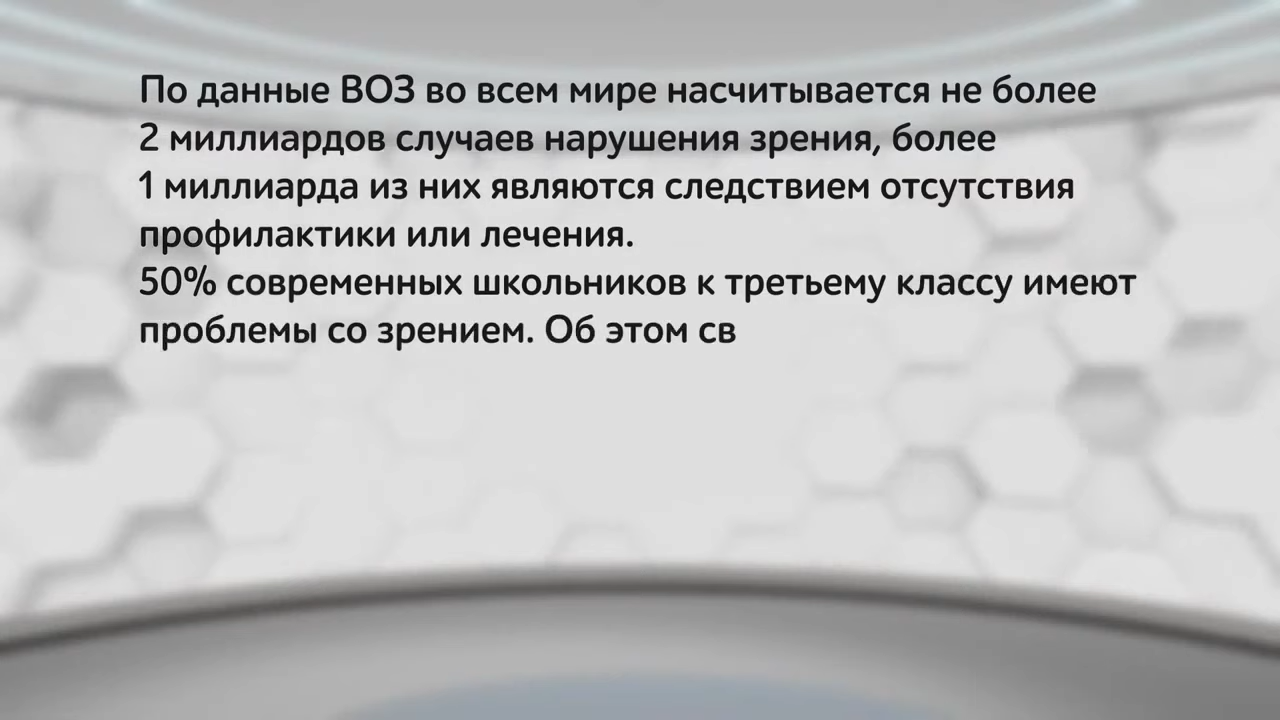 По данные ВОЗ во всем мире насчитывается не более
2 миллиардов случаев нарушения зрения, более
1 миллиарда из них являются следствием отсутствия
профилактики или лечения.
50% современных школьников к третьему классу имеют
проблемы со зрением. Об этом св